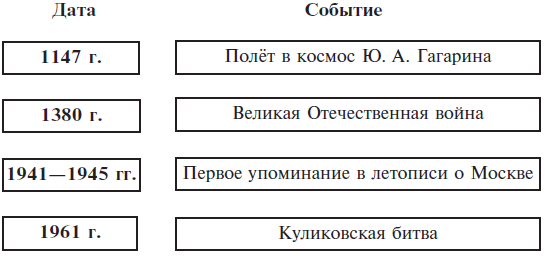 Дата Событие
1147 г. Полёт в космос Ю. А. Гагарина
1380 г. Великая Отечественная война
1941—1945 гг. Первое упоминание в летописи о Москве
1961 г. Куликовская битва